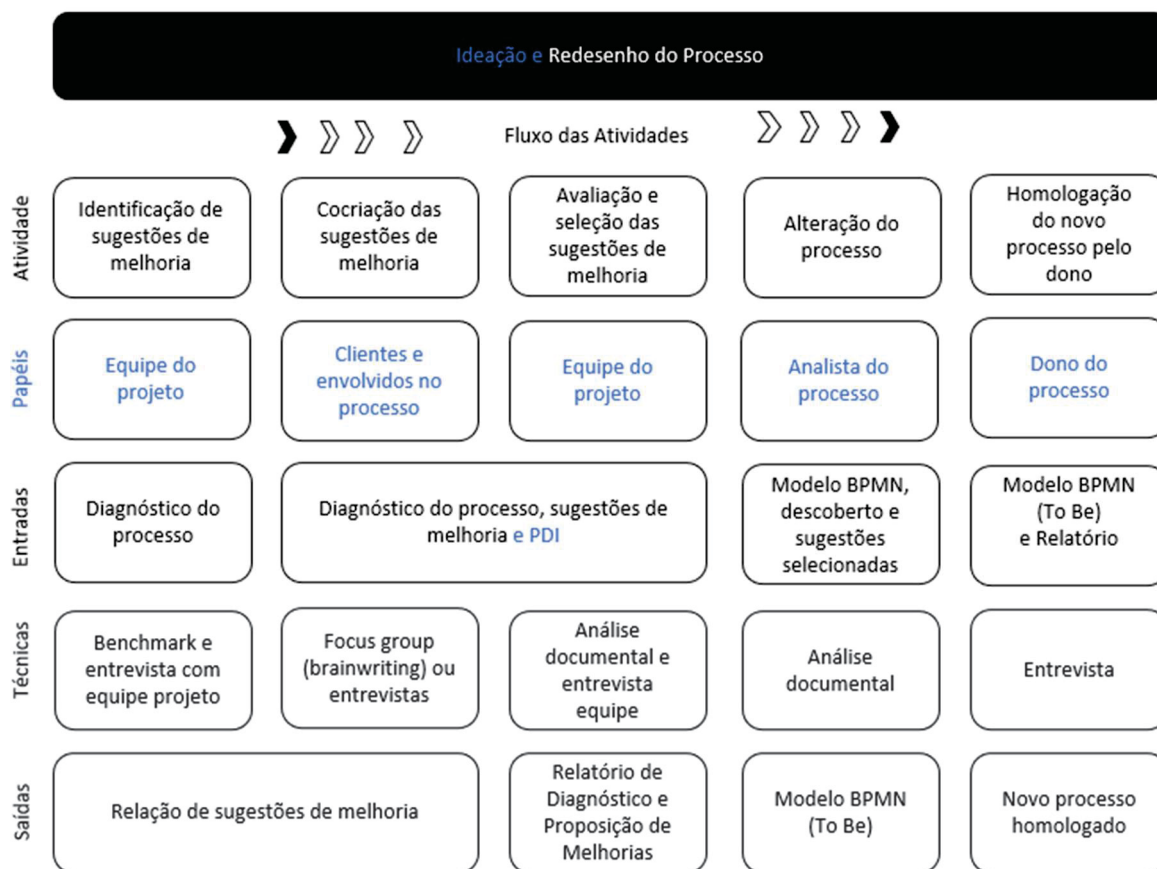 Ideação e Redesenho do Processo
Fluxo das Atividades
Atividade
Identificação de
sugestões de
melhoria
Cocriação das
sugestões de
melhoria
Avaliação e
seleção das
sugestões de
melhoria
Alteração do
processo
Homologação
do novo
processo pelo
dono
Papéis
Equipe do
projeto
Clientes e
envolvidos no
processo
Equipe do
projeto
Analista do
processo
Dono do
processo
Entradas
Diagnóstico do
processo
Diagnóstico do processo, sugestões de
melhoria e PDI
Modelo BPMN,
descoberto e
sugestões
selecionadas
Modelo BPMN
(To Be)
e Relatório
Técnicas
Benchmark e
entrevista com
equipe projeto
Focus group
(brainwriting) ou
entrevistas
Análise
documental e
entrevista
equipe
Análise
documental
Entrevista
Saídas
Relação de sugestões de melhoria
Relatório de
Diagnóstico e
Proposição de
Melhorias
Modelo BPMN
(To Be)
Novo processo
homologado